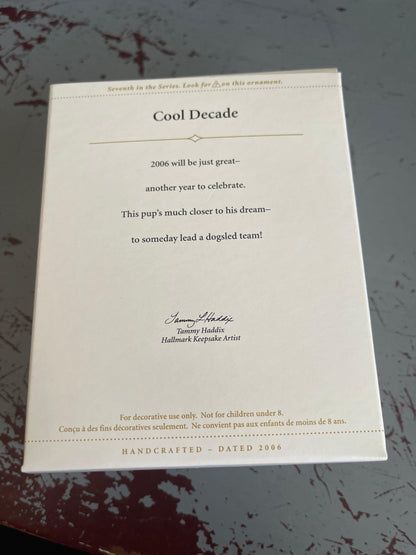 Seventh in the Series. Look for on this ornament.
Cool Decade
2006 will be just great–
another year to celebrate.
This pup's much closer to his dream–
to someday lead a dogsled team!
Tammy L Haddix
Tammy Haddix
Hallmark Keepsake Artist
For decorative use only. Not for children under 8.
Conçu à des fins décoratives seulement. Ne convient pas aux enfants de moins de 8 ans.
HANDCRAFTED – DATED 2006